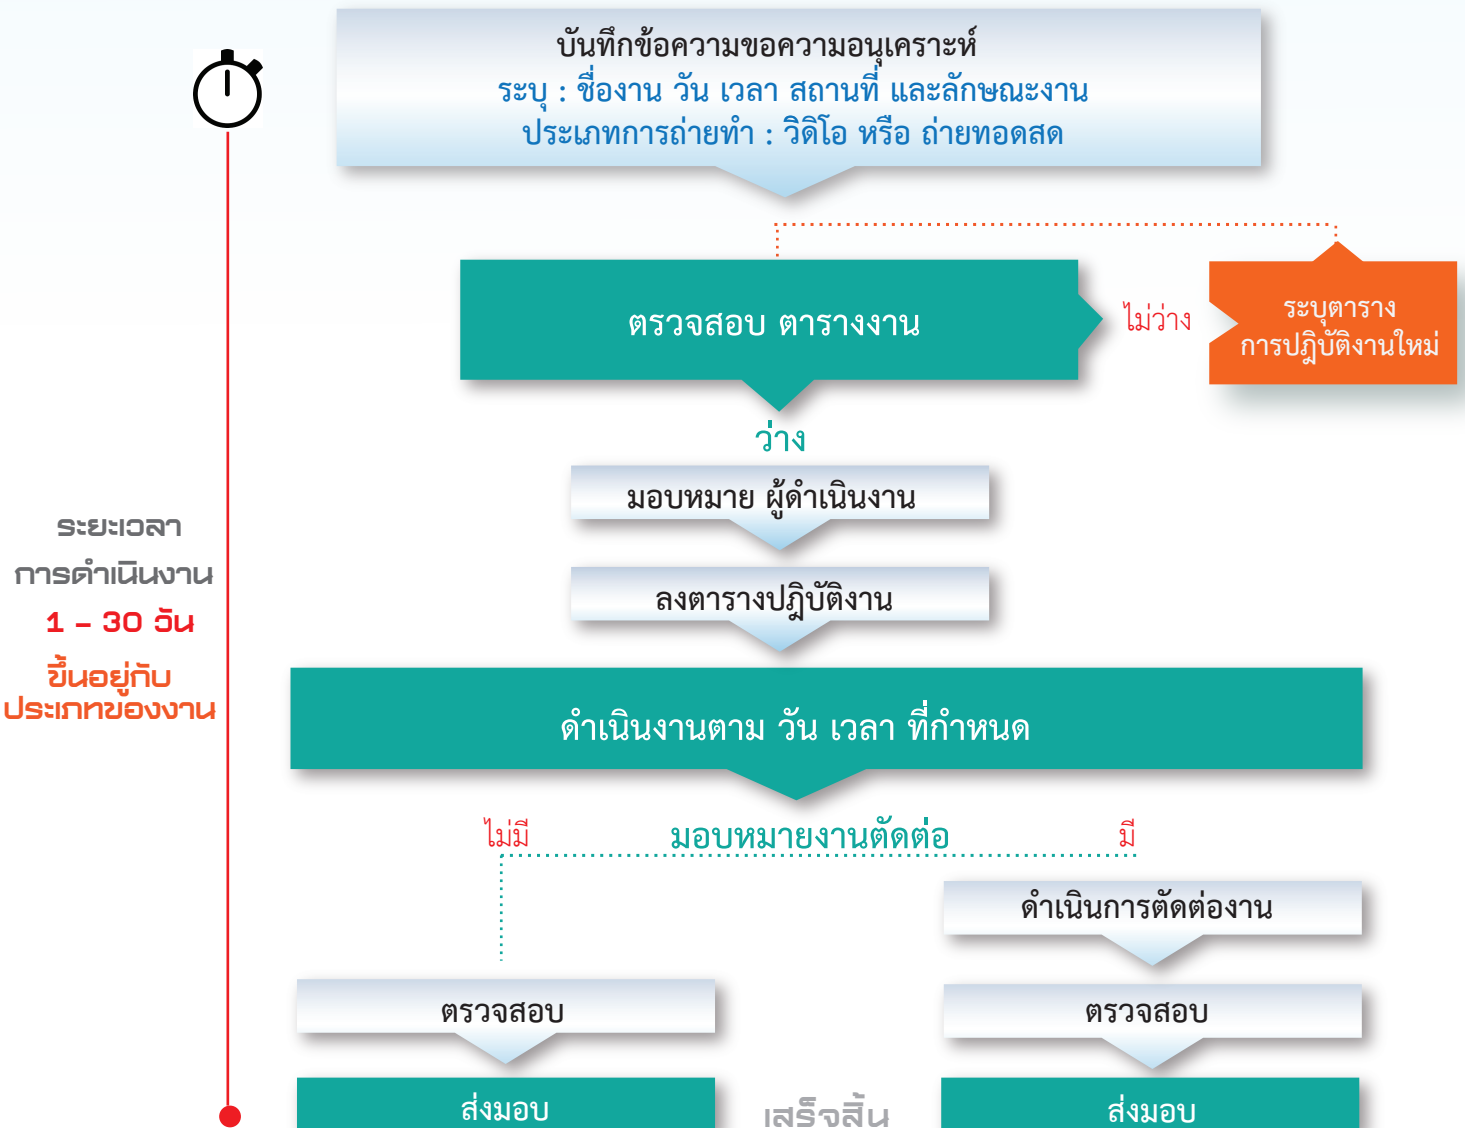 บันทึกข้อความขอความอนุเคราะห์
ระบุ : ชื่องาน วัน เวลา สถานที่ และลักษณะงาน
ประเภทการถ่ายทำ : วิดิโอ หรือ ถ่ายทอดสด
ตรวจสอบ ตารางงาน
ไม่ว่าง
ระบุตาราง
การปฎิบัติงานใหม่
ว่าง
มอบหมาย ผู้ดำเนินงาน
ลงตารางปฎิบัติงาน
ระยะเวลา
การดำเนินงาน
1 – 30 วัน
ขึ้นอยู่กับ
ประเภทของงาน
ดำเนินงานตาม วัน เวลา ที่กำหนด
ไม่มี
มอบหมายงานตัดต่อ
มี
ดำเนินการตัดต่องาน
ตรวจสอบ
ตรวจสอบ
ส่งมอบ
เสร็จสิ้น
ส่งมอบ